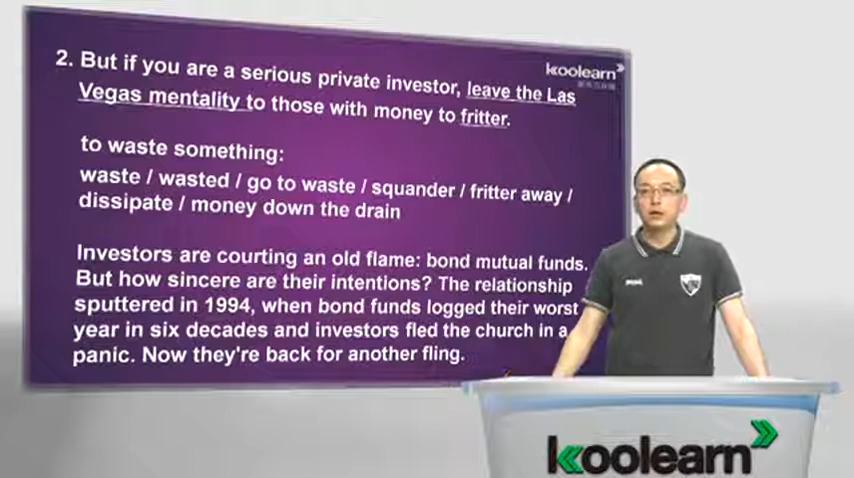 koolearn
2. But if you are a serious private investor, leave the Las
Vegas mentality to those with money to fritter.
to waste something:
waste / wasted / go to waste / squander / fritter away /
dissipate / money down the drain
Investors are courting an old flame: bond mutual funds.
But how sincere are their intentions? The relationship
sputtered in 1994, when bond funds logged their worst
year in six decades and investors fled the church in a
panic. Now they're back for another fling.
koolearn